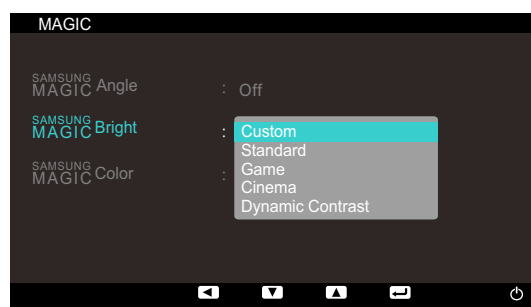 MAGIC
SAMSUNG
MAGIC Angle : Off
SAMSUNG
MAGIC Bright : Custom
Standard
Game
Cinema
Dynamic Contrast
SAMSUNG
MAGIC Color :